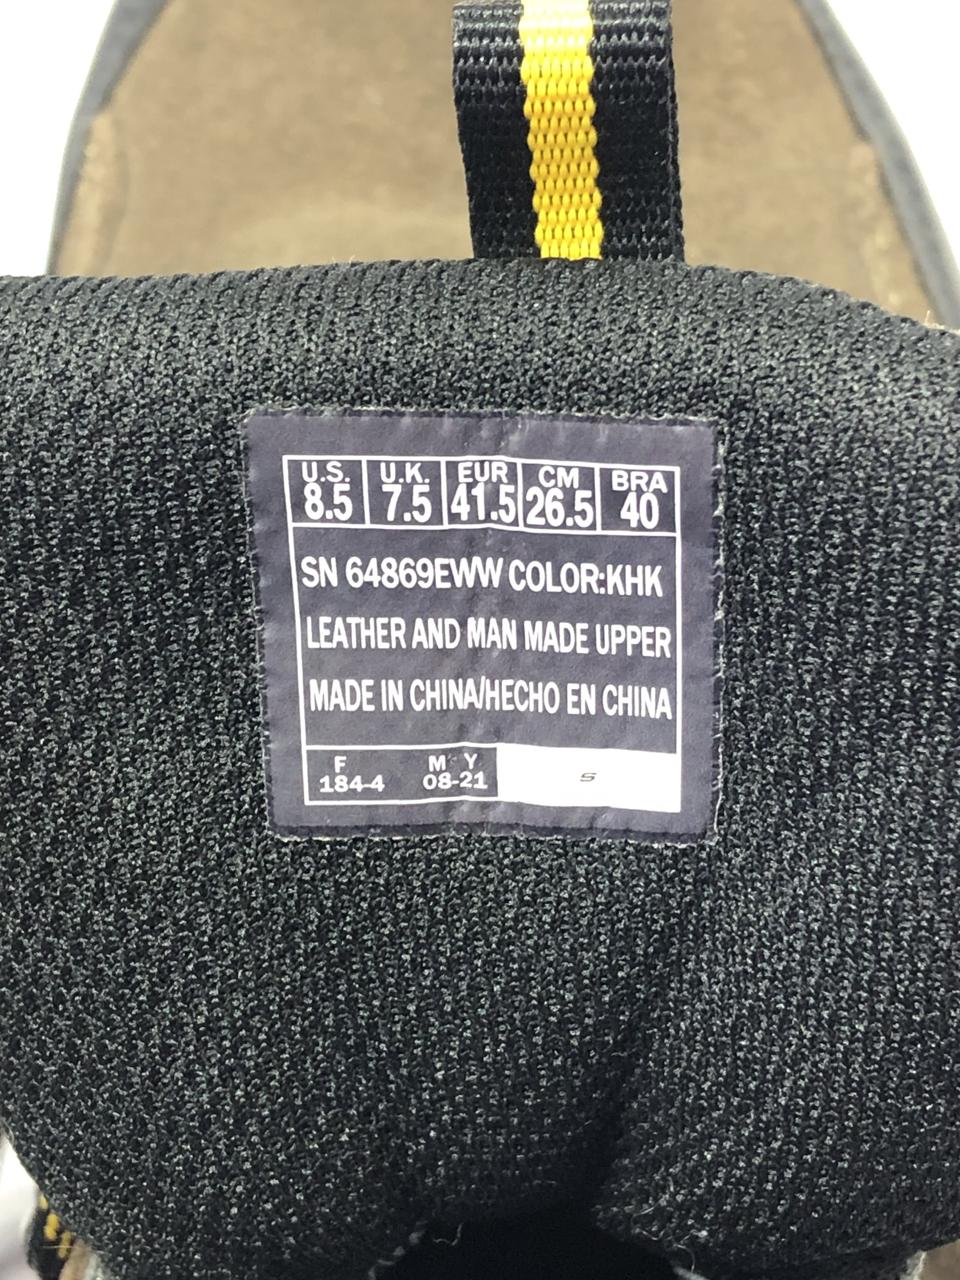 U.S. U.K. EUR CM BRA
8.5 7.5 41.5 26.5 40
SN 64869EWW COLOR:KHK
LEATHER AND MAN MADE UPPER
MADE IN CHINA/HECHO EN CHINA
F M Y
184-4 08-21
S